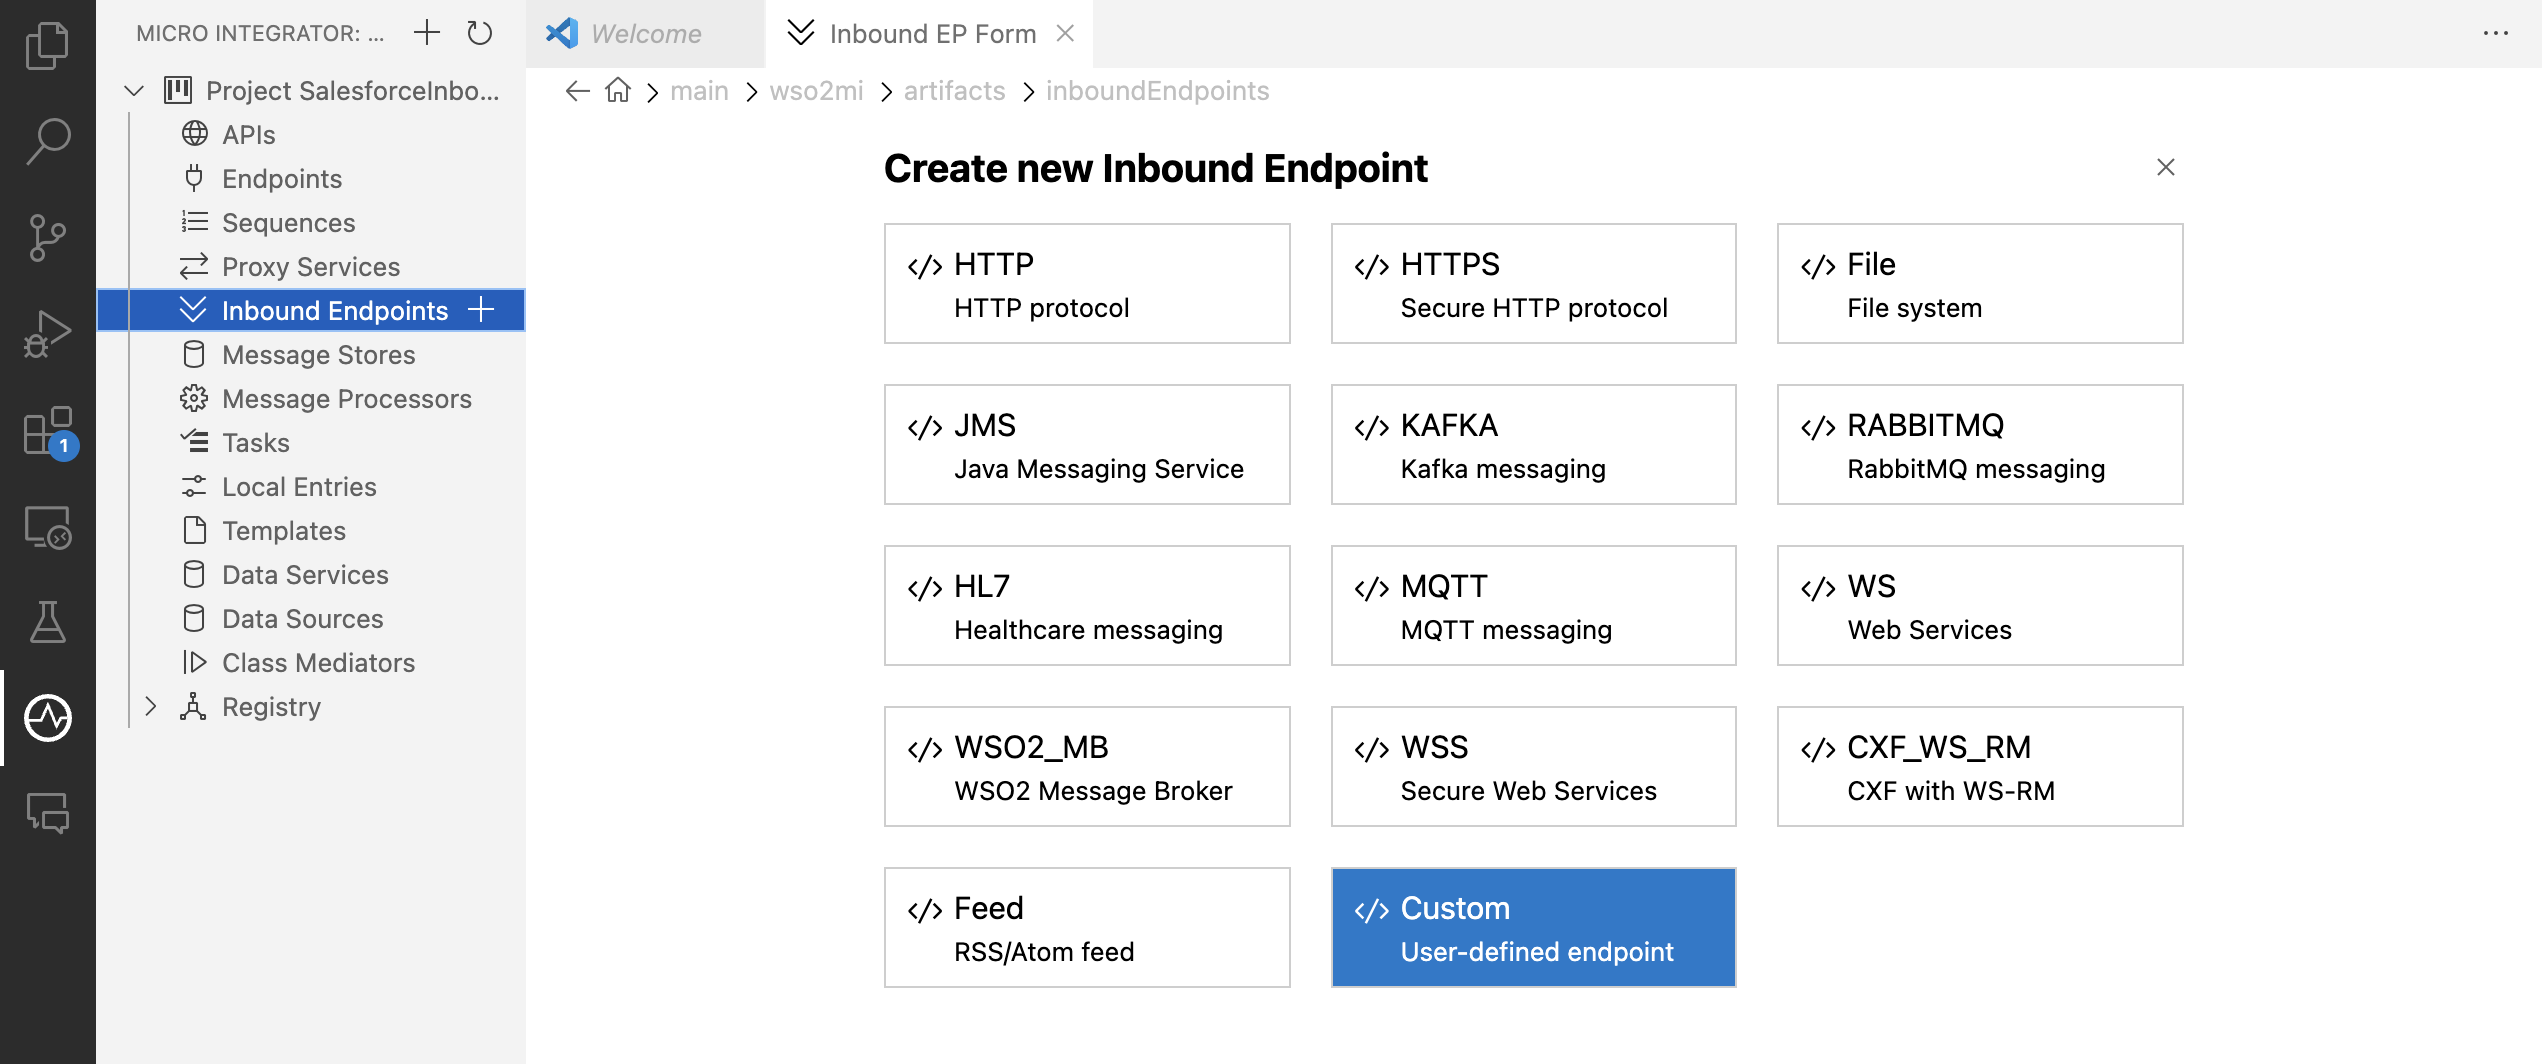 MICRO INTEGRATOR: ...
Project SalesforceInbo...
APIs
Endpoints
Sequences
Proxy Services
Inbound Endpoints
Message Stores
Message Processors
Tasks
Local Entries
Templates
Data Services
Data Sources
Class Mediators
Registry
1
Welcome
Inbound EP Form
main > wso2mi > artifacts > inboundEndpoints
Create new Inbound Endpoint
HTTP
HTTP protocol
HTTPS
Secure HTTP protocol
File
File system
JMS
Java Messaging Service
KAFKA
Kafka messaging
RABBITMQ
RabbitMQ messaging
HL7
Healthcare messaging
MQTT
MQTT messaging
WS
Web Services
WSO2_MB
WSO2 Message Broker
WSS
Secure Web Services
CXF_WS_RM
CXF with WS-RM
Feed
RSS/Atom feed
Custom
User-defined endpoint